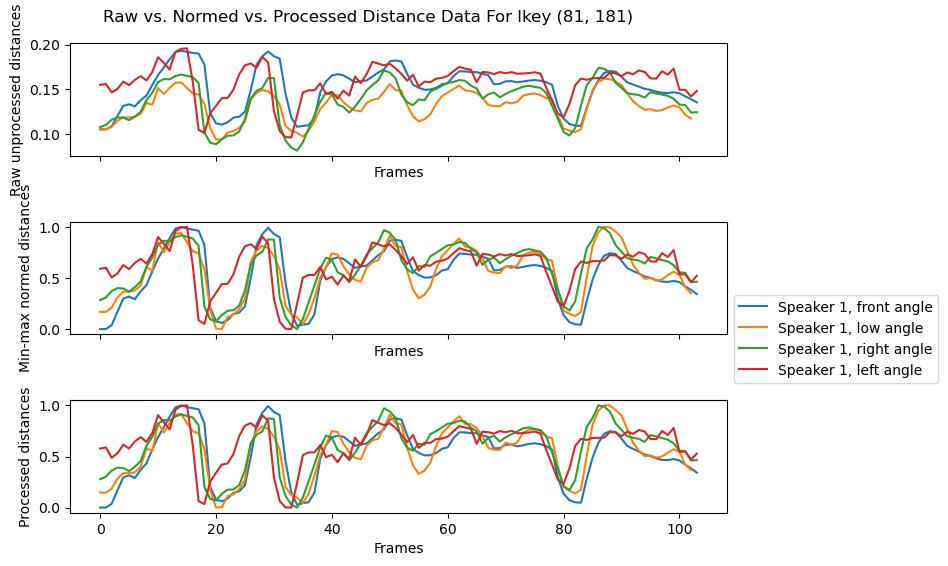 Raw vs. Normed vs. Processed Distance Data For Ikey (81, 181)
Raw unprocessed distances
0.20
0.15
0.10
Frames
Min-max normed distances
1.0
0.5
0.0
Frames
Speaker 1, front angle
Speaker 1, low angle
Speaker 1, right angle
Speaker 1, left angle
Processed distances
1.0
0.5
0.0
0 20 40 60 80 100
Frames